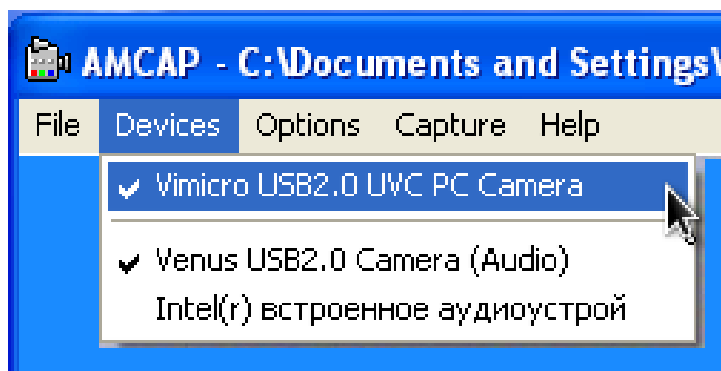 AMCAP - C:\Documents and Settings\
File Devices Options Capture Help
Vimicro USB2.0 UVC PC Camera
Venus USB2.0 Camera (Audio)
Intel(r) встроенное аудиоустрой